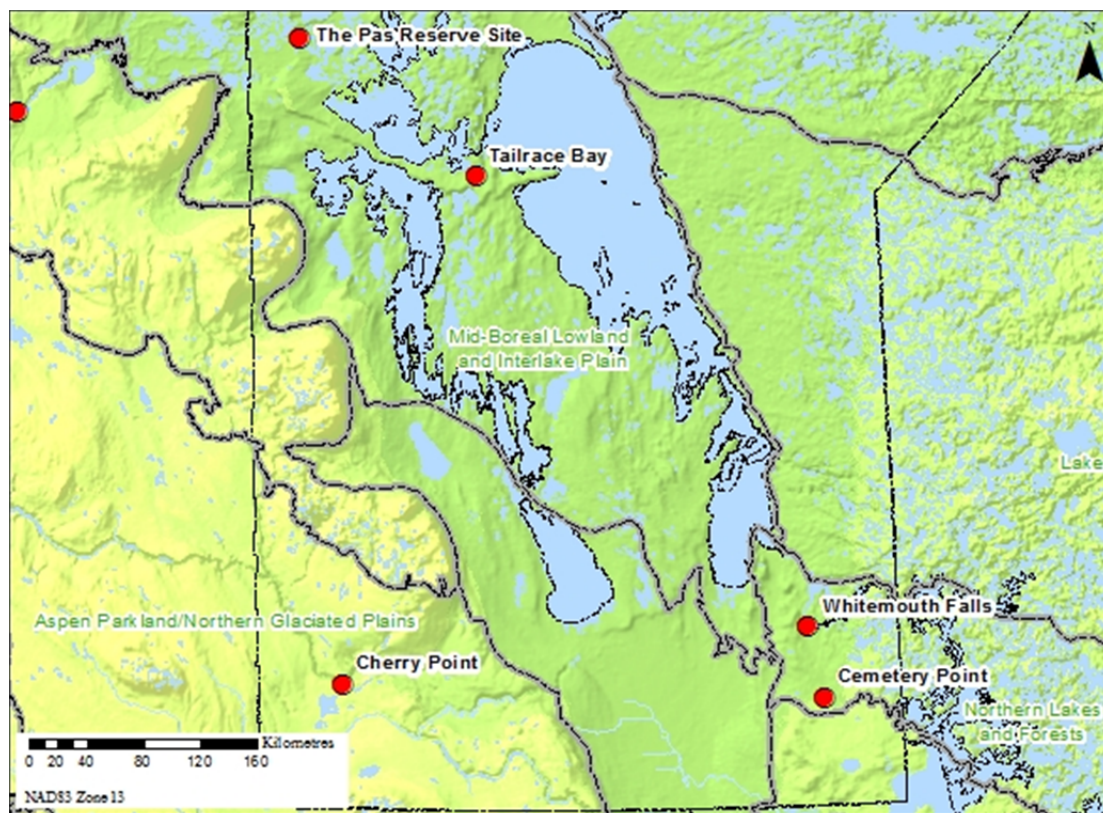 The Pas Reserve Site
N
Tailrace Bay
Mid-Boreal Lowland
and Interlake Plain
Lake
Whitemouth Falls
Aspen Parkland/Northern Glaciated Plains
Cherry Point
Cemetery Point
Northern Lakes
and Forests
Kilometres
0 20 40 80 120 160
NAD83 Zone 13